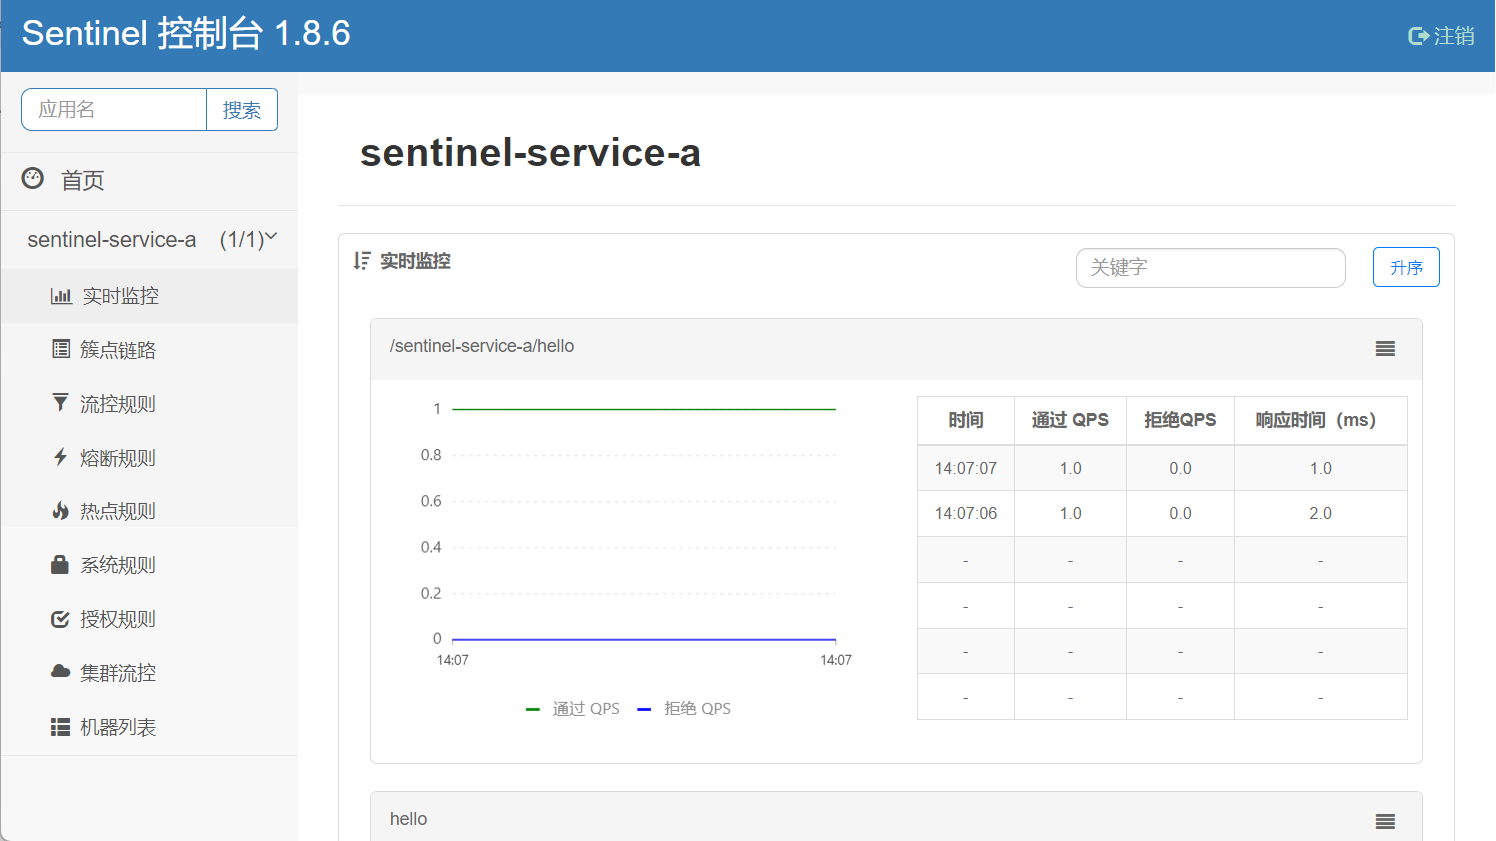 Sentinel 控制台 1.8.6
注销
应用名
搜索
首页
sentinel-service-a (1/1)
实时监控
簇点链路
流控规则
熔断规则
热点规则
系统规则
授权规则
集群流控
机器列表
sentinel-service-a
实时监控
关键字
升序
/sentinel-service-a/hello
1
0.8
0.6
0.4
0.2
0
14:07 14:07
通过 QPS 拒绝 QPS
时间 通过 QPS 拒绝QPS 响应时间（ms）
14:07:07 1.0 0.0 1.0
14:07:06 1.0 0.0 2.0
- - - -
- - - -
- - - -
- - - -
hello